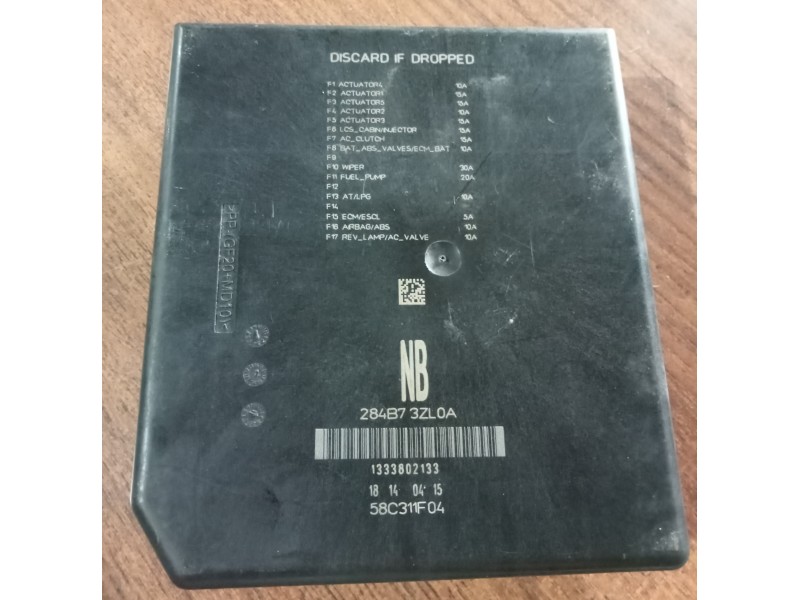 DISCARD IF DROPPED
F1 ACTUATOR4 10A
F2 ACTUATOR1 15A
F3 ACTUATOR5 15A
F4 ACTUATOR2 10A
F5 ACTUATOR3 15A
F6 LCS_CABIN/INJECTOR 15A
F7 AC_CLUTCH 15A
F8 BAT_ABS_VALVES/ECM_BAT 10A
F9
F10 WIPER 30A
F11 FUEL_PUMP 20A
F12
F13 AT/LPG 10A
F14
F15 ECM/ESCL 5A
F16 AIRBAG/ABS 10A
F17 REV_LAMP/AC_VALVE 10A
NB
284B7 3ZL0A
1333802133
18 14 04 15
58C311F04